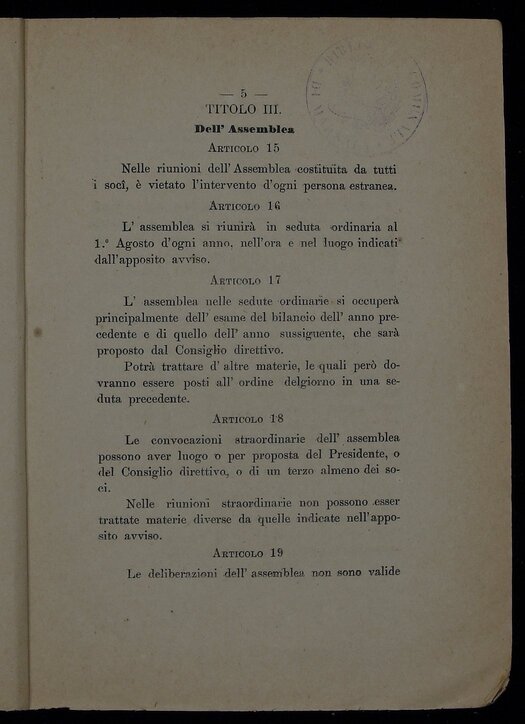 — 5 —
TITOLO III.
Dell' Assemblea
ARTICOLO 15
Nelle riunioni dell' Assemblea costituita da tutti
i socî, è vietato l'intervento d'ogni persona estranea.
ARTICOLO 16
L' assemblea si riunirà in seduta ordinaria al
1.° Agosto d'ogni anno, nell'ora e nel luogo indicati
dall'apposito avviso.
ARTICOLO 17
L' assemblea nelle sedute ordinarie si occuperà
principalmente dell' esame del bilancio dell' anno pre-
cedente e di quello dell' anno sussiguente, che sarà
proposto dal Consiglio direttivo.
Potrà trattare d' altre materie, le quali però do-
vranno essere posti all' ordine delgiorno in una se-
duta precedente.
ARTICOLO 18
Le convocazioni straordinarie dell' assemblea
possono aver luogo o per proposta del Presidente, o
del Consiglio direttivo, o di un terzo almeno dei so-
ci.
Nelle riunioni straordinarie non possono esser
trattate materie diverse da quelle indicate nell'appo-
sito avviso.
ARTICOLO 19
Le deliberazioni dell' assemblea non sono valide